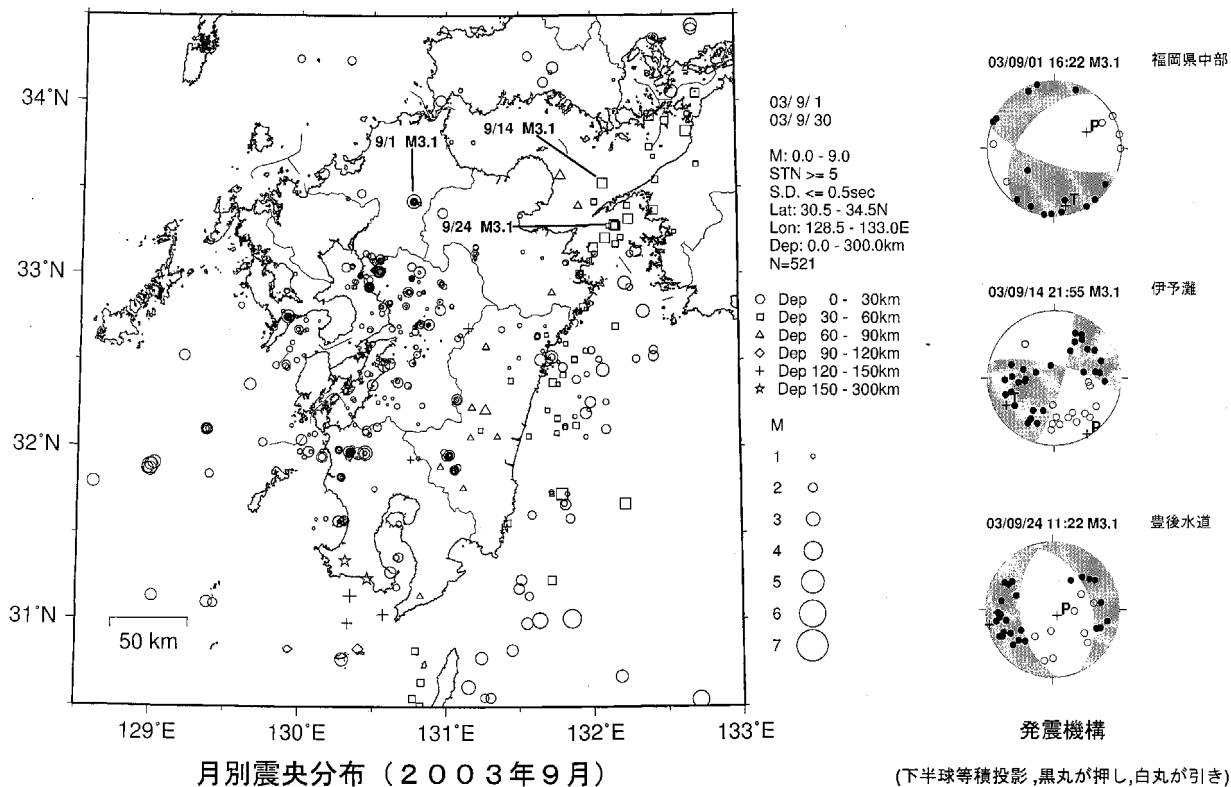 34°N
33°N
32°N
31°N
129°E
130°E
131°E
132°E
133°E
9/1 M3.1
9/14 M3.1
9/24 M3.1
50 km
月別震央分布（２００３年９月）
03/ 9/ 1
03/ 9/ 30
M: 0.0 - 9.0
STN >= 5
S.D. <= 0.5sec
Lat: 30.5 - 34.5N
Lon: 128.5 - 133.0E
Dep: 0.0 - 300.0km
N=521
Dep 0 - 30km
Dep 30 - 60km
Dep 60 - 90km
Dep 90 - 120km
Dep 120 - 150km
Dep 150 - 300km
M
1
2
3
4
5
6
7
03/09/01 16:22 M3.1 福岡県中部
P
T
03/09/14 21:55 M3.1 伊予灘
T
P
03/09/24 11:22 M3.1 豊後水道
P
発震機構
(下半球等積投影,黒丸が押し,白丸が引き)